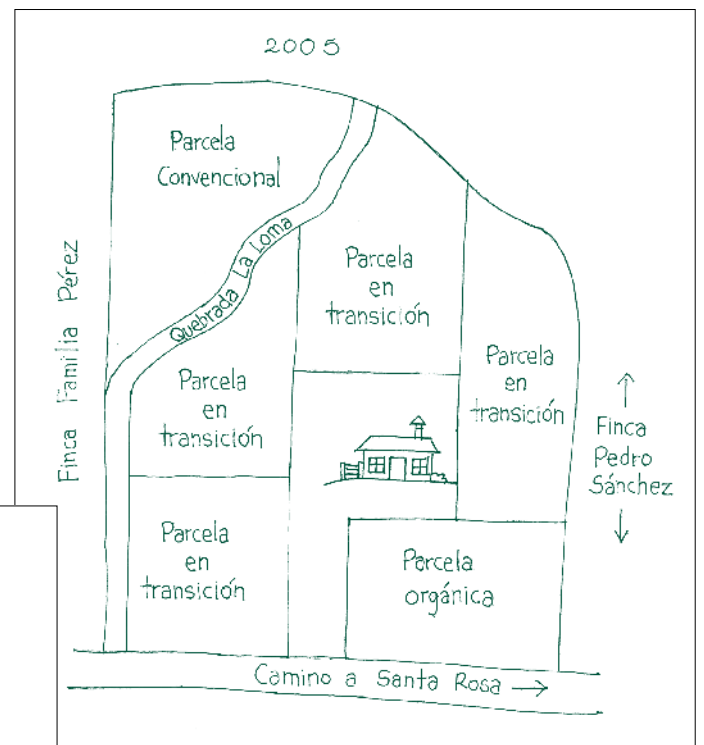 2005
Parcela
Convencional
Quebrada La Loma
Finca Familia Pérez
Parcela
en
transición
Parcela
en
transición
Parcela
en
transición
Finca
Pedro
Sánchez
Parcela
en
transición
Parcela
orgánica
Camino a Santa Rosa